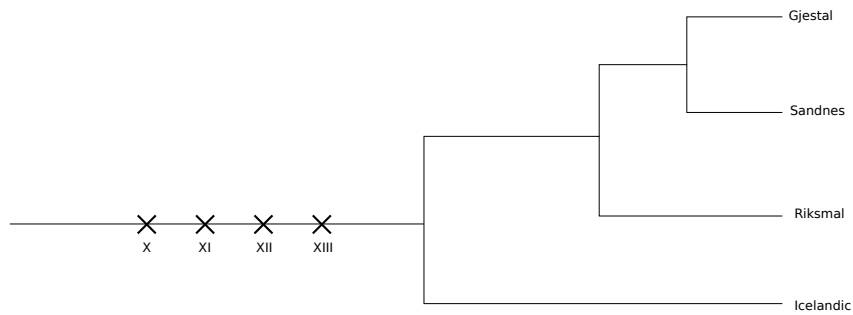 Gjestal
Sandnes
Riksmal
X XI XII XIII
Icelandic